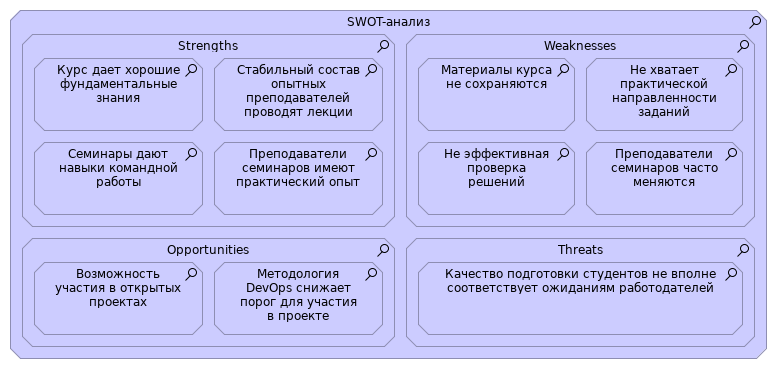 SWOT-анализ
Strengths
Курс дает хорошие
фундаментальные
знания
Стабильный состав
опытных
преподавателей
проводят лекции
Семинары дают
навыки командной
работы
Преподаватели
семинаров имеют
практический опыт
Weaknesses
Материалы курса
не сохраняются
Не хватает
практической
направленности
заданий
Не эффективная
проверка
решений
Преподаватели
семинаров часто
меняются
Opportunities
Возможность
участия в открытых
проектах
Методология
DevOps снижает
порог для участия
в проекте
Threats
Качество подготовки студентов не вполне
соответствует ожиданиям работодателей